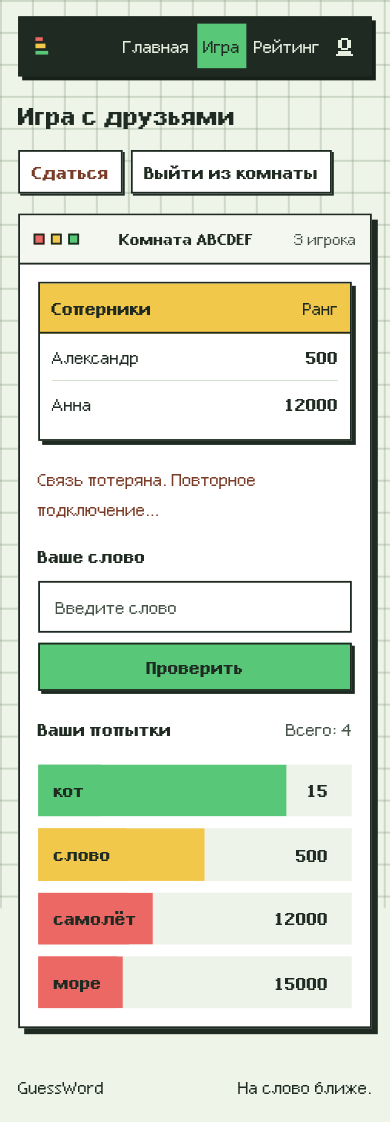 Главная Игра Рейтинг
Игра с друзьями
Сдаться Выйти из комнаты
Комната ABCDEF 3 игрока
Соперники Ранг
Александр 500
Анна 12000
Связь потеряна. Повторное
подключение...
Ваше слово
Введите слово
Проверить
Ваши попытки Всего: 4
кот 15
слово 500
самолёт 12000
море 15000
GuessWord На слово ближе.